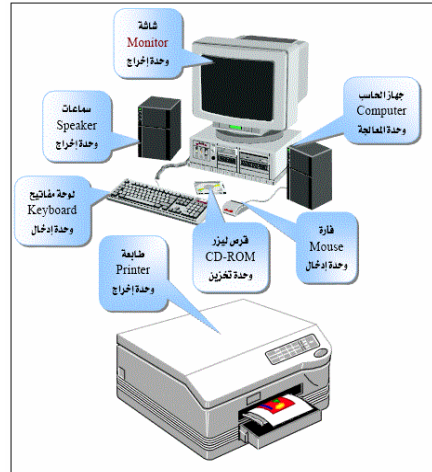 شاشة
Monitor
وحدة إخراج
جهاز الحاسب
Computer
وحدة المعالجة
سماعات
Speaker
وحدة إخراج
لوحة مفاتيح
Keyboard
وحدة إدخال
قرص ليزر
CD-ROM
وحدة تخزين
فارة
Mouse
وحدة إدخال
طابعة
Printer
وحدة إخراج